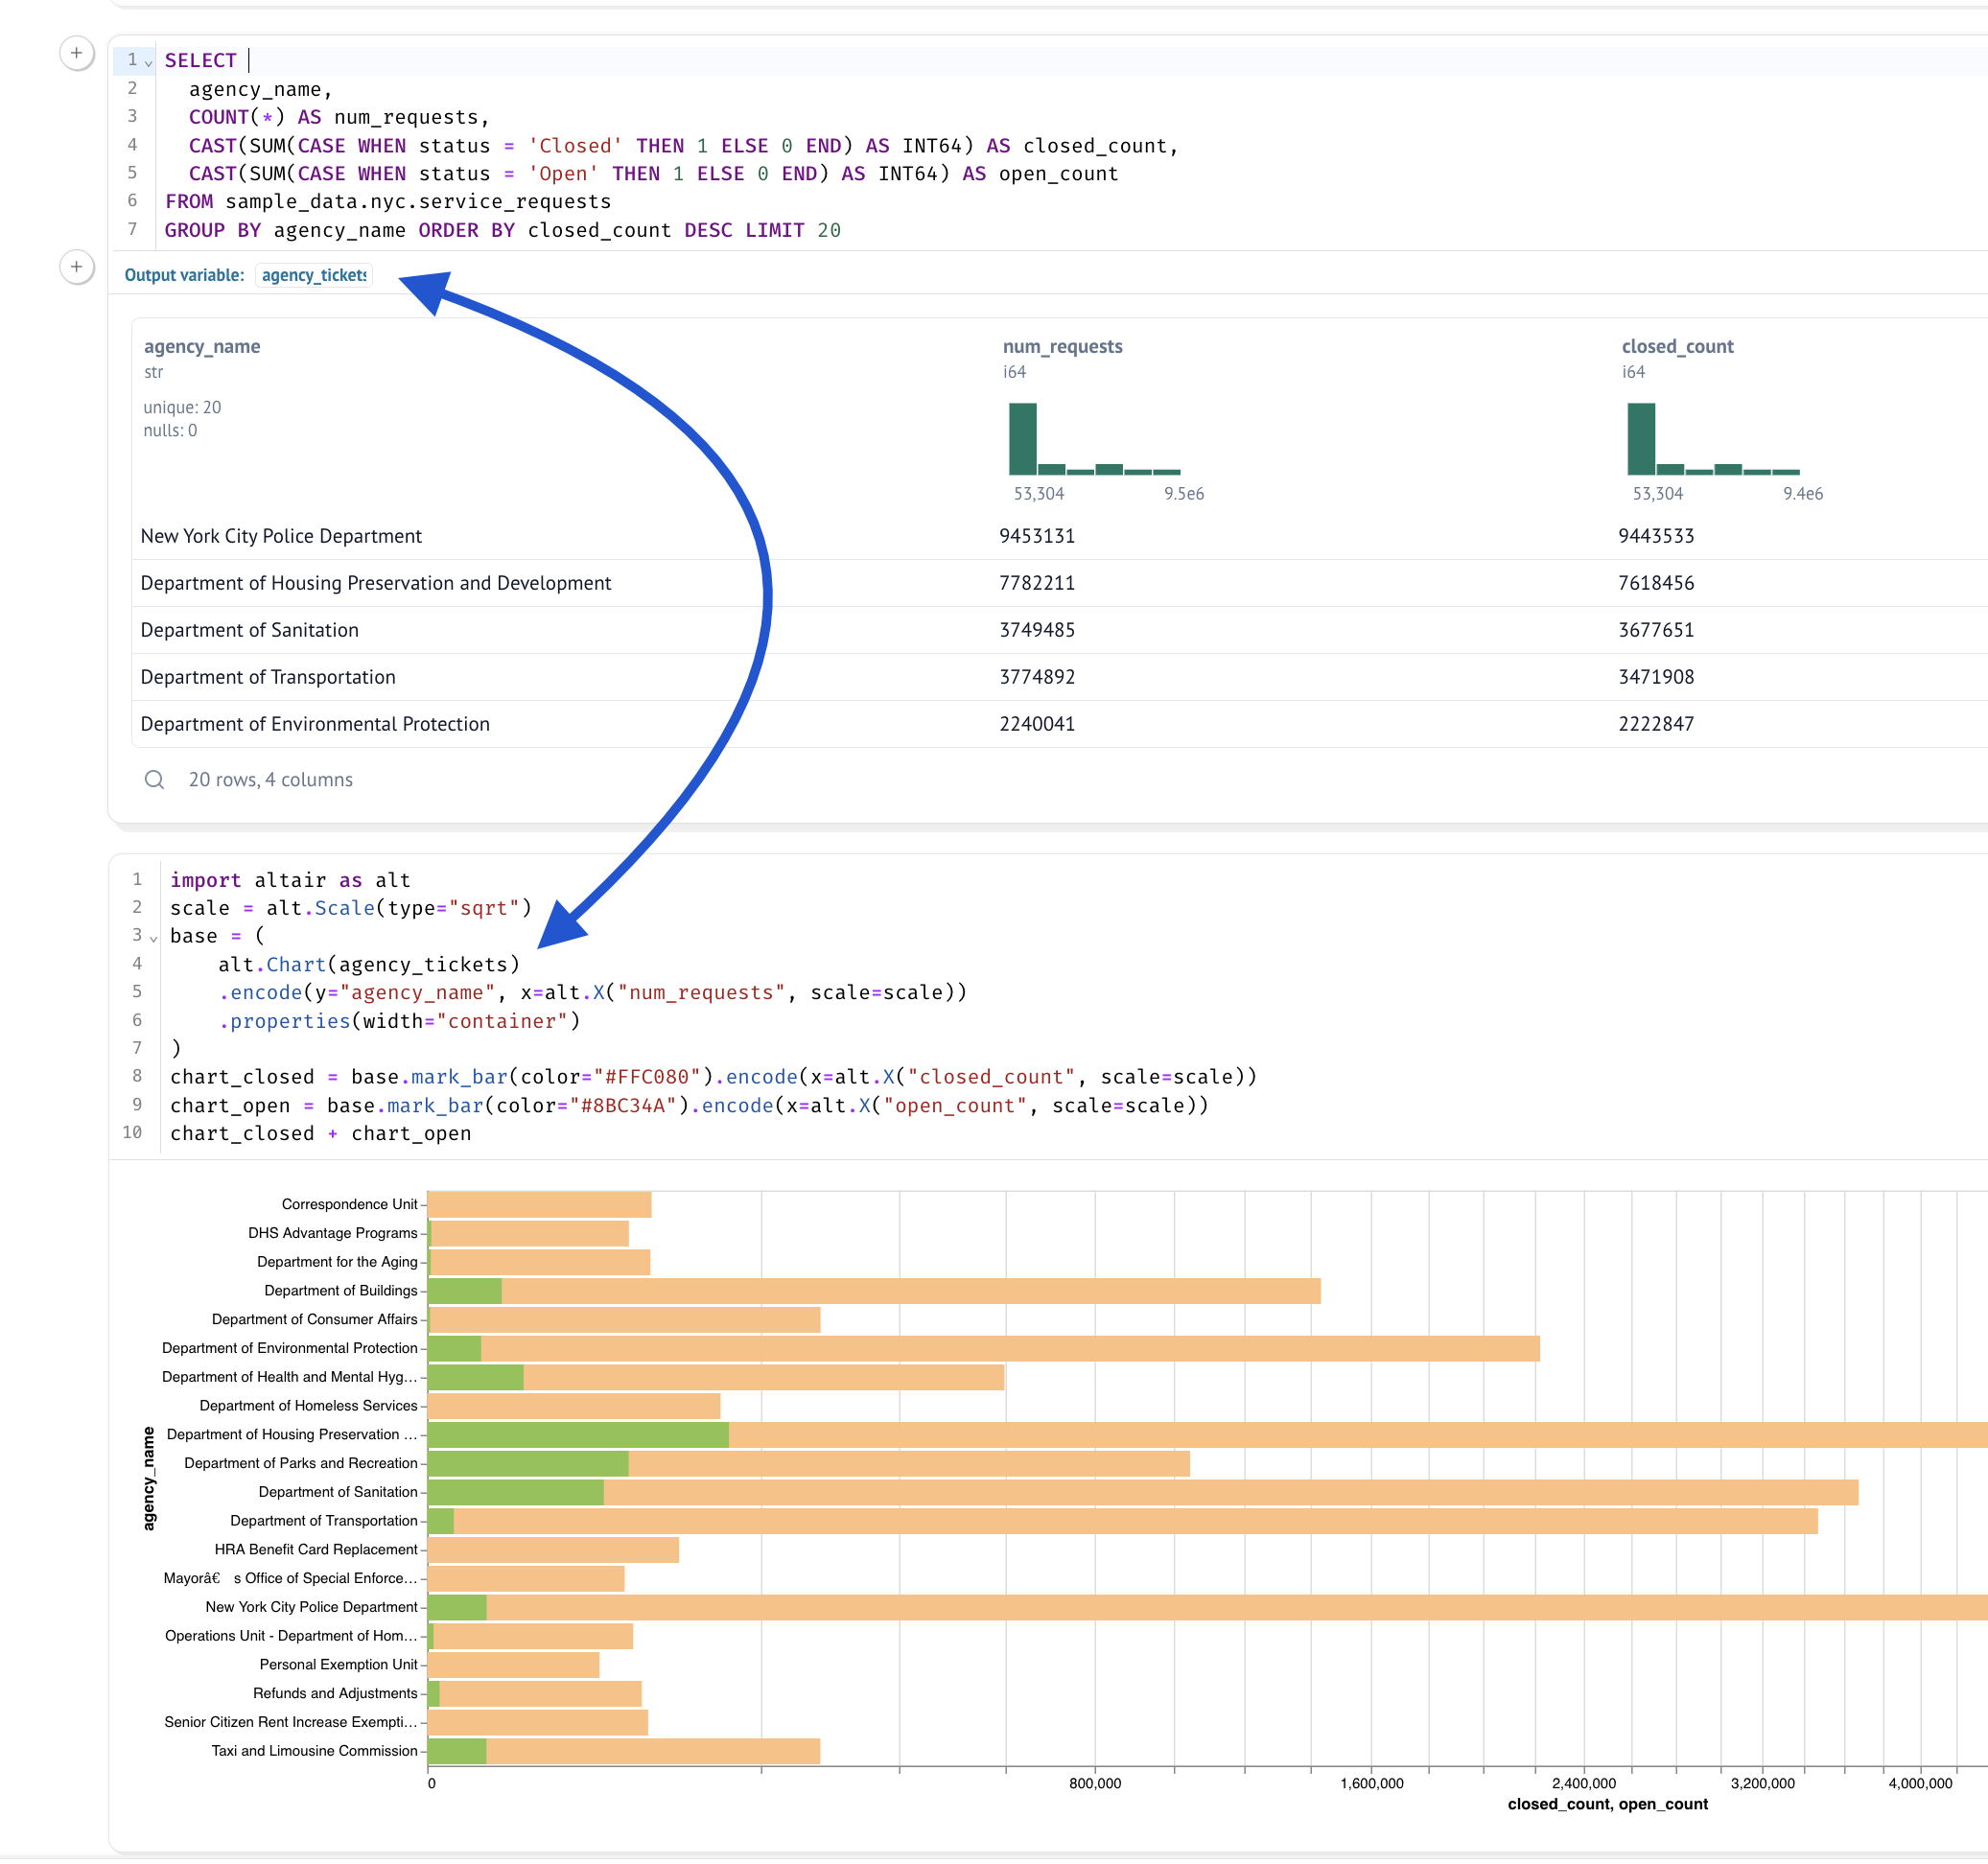 1 SELECT
2 agency_name,
3 COUNT(*) AS num_requests,
4 CAST(SUM(CASE WHEN status = 'Closed' THEN 1 ELSE 0 END) AS INT64) AS closed_count,
5 CAST(SUM(CASE WHEN status = 'Open' THEN 1 ELSE 0 END) AS INT64) AS open_count
6 FROM sample_data.nyc.service_requests
7 GROUP BY agency_name ORDER BY closed_count DESC LIMIT 20
Output variable: agency_tickets
agency_name num_requests closed_count
str i64 i64
unique: 20
nulls: 0
53,304 9.5e6 53,304 9.4e6
New York City Police Department 9453131 9443533
Department of Housing Preservation and Development 7782211 7618456
Department of Sanitation 3749485 3677651
Department of Transportation 3774892 3471908
Department of Environmental Protection 2240041 2222847
20 rows, 4 columns
1 import altair as alt
2 scale = alt.Scale(type="sqrt")
3 base = (
4 alt.Chart(agency_tickets)
5 .encode(y="agency_name", x=alt.X("num_requests", scale=scale))
6 .properties(width="container")
7 )
8 chart_closed = base.mark_bar(color="#FFC080").encode(x=alt.X("closed_count", scale=scale))
9 chart_open = base.mark_bar(color="#8BC34A").encode(x=alt.X("open_count", scale=scale))
10 chart_closed + chart_open
agency_name
Correspondence Unit
DHS Advantage Programs
Department for the Aging
Department of Buildings
Department of Consumer Affairs
Department of Environmental Protection
Department of Health and Mental Hyg…
Department of Homeless Services
Department of Housing Preservation …
Department of Parks and Recreation
Department of Sanitation
Department of Transportation
HRA Benefit Card Replacement
Mayorâ€ s Office of Special Enforce…
New York City Police Department
Operations Unit - Department of Hom…
Personal Exemption Unit
Refunds and Adjustments
Senior Citizen Rent Increase Exempti…
Taxi and Limousine Commission
0 800,000 1,600,000 2,400,000 3,200,000 4,000,000
closed_count, open_count